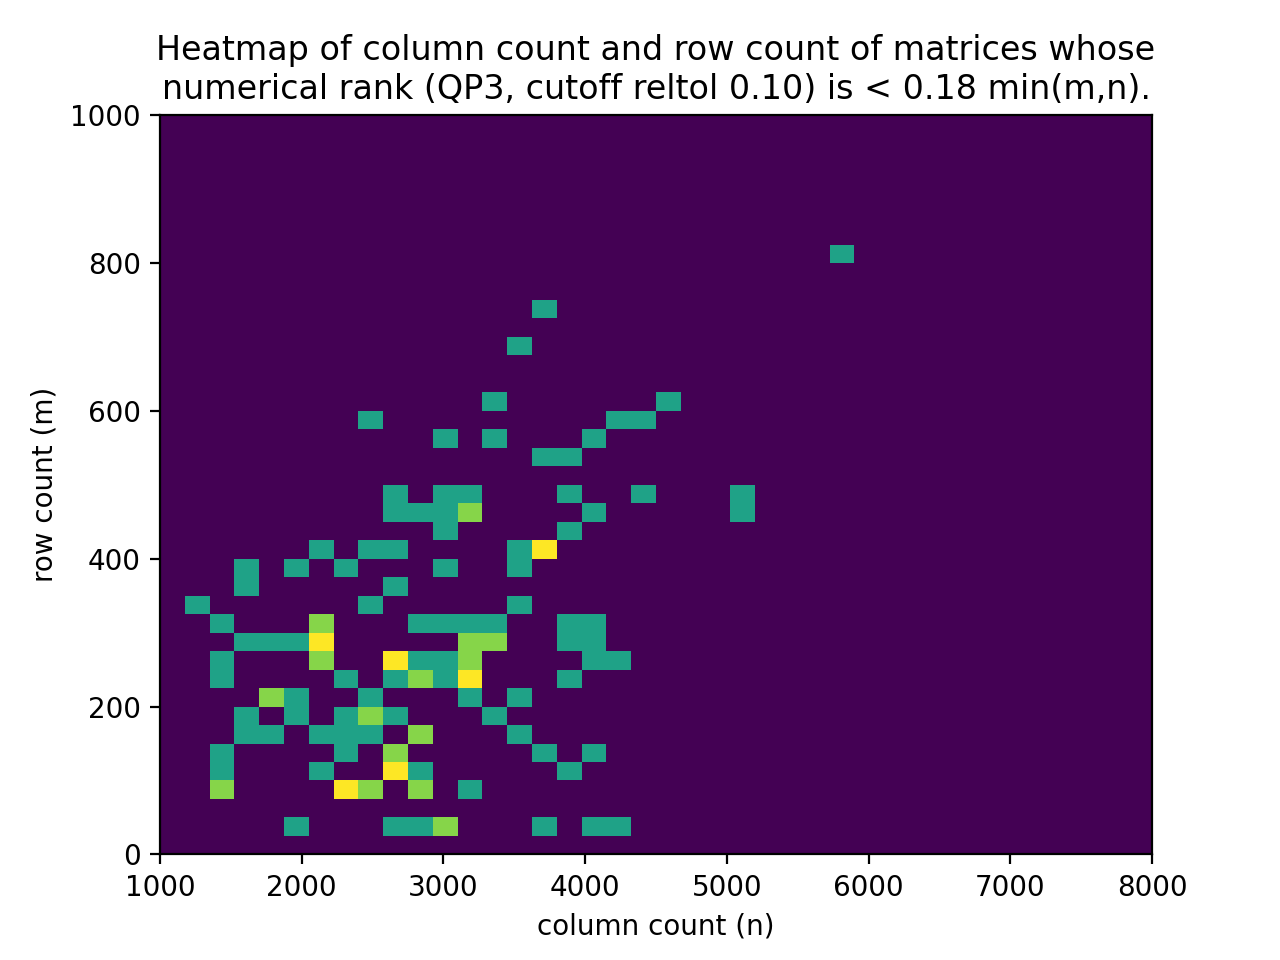 Heatmap of column count and row count of matrices whose
numerical rank (QP3, cutoff reltol 0.10) is < 0.18 min(m,n).
1000
800
600
400
200
0
row count (m)
1000 2000 3000 4000 5000 6000 7000 8000
column count (n)